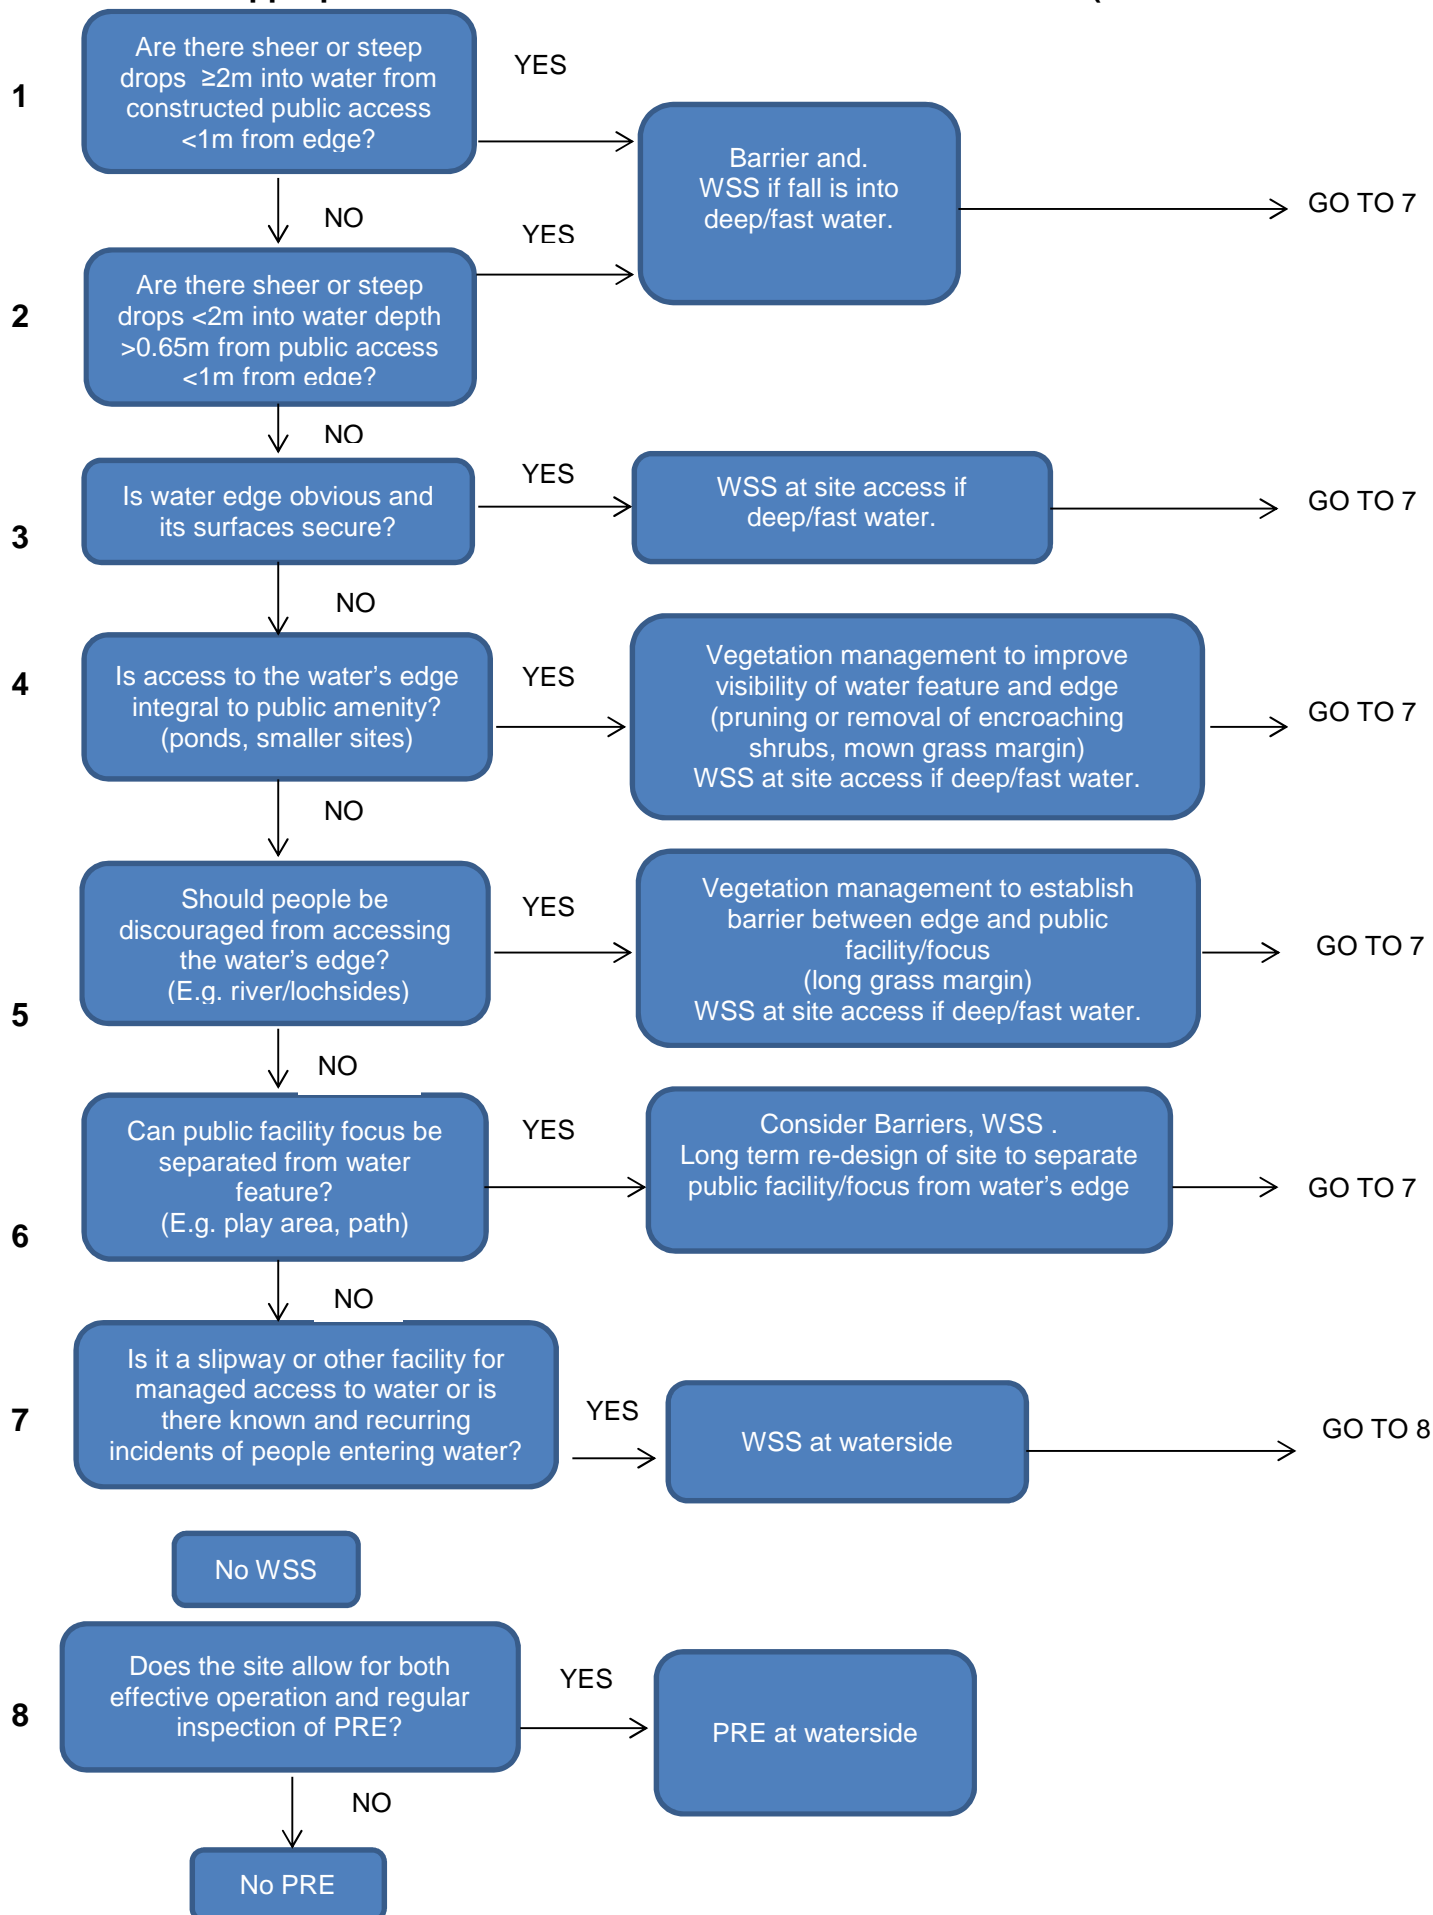 1
Are there sheer or steep
drops ≥2m into water from
constructed public access
<1m from edge?
YES
Barrier and.
WSS if fall is into
deep/fast water.
GO TO 7
NO
2
Are there sheer or steep
drops <2m into water depth
>0.65m from public access
<1m from edge?
YES
NO
3
Is water edge obvious and
its surfaces secure?
YES
WSS at site access if
deep/fast water.
GO TO 7
NO
4
Is access to the water’s edge
integral to public amenity?
(ponds, smaller sites)
YES
Vegetation management to improve
visibility of water feature and edge
(pruning or removal of encroaching
shrubs, mown grass margin)
WSS at site access if deep/fast water.
GO TO 7
NO
5
Should people be
discouraged from accessing
the water’s edge?
(E.g. river/lochsides)
YES
Vegetation management to establish
barrier between edge and public
facility/focus
(long grass margin)
WSS at site access if deep/fast water.
GO TO 7
NO
6
Can public facility focus be
separated from water
feature?
(E.g. play area, path)
YES
Consider Barriers, WSS .
Long term re-design of site to separate
public facility/focus from water’s edge
GO TO 7
NO
7
Is it a slipway or other facility for
managed access to water or is
there known and recurring
incidents of people entering water?
YES
WSS at waterside
GO TO 8
No WSS
8
Does the site allow for both
effective operation and regular
inspection of PRE?
YES
PRE at waterside
NO
No PRE